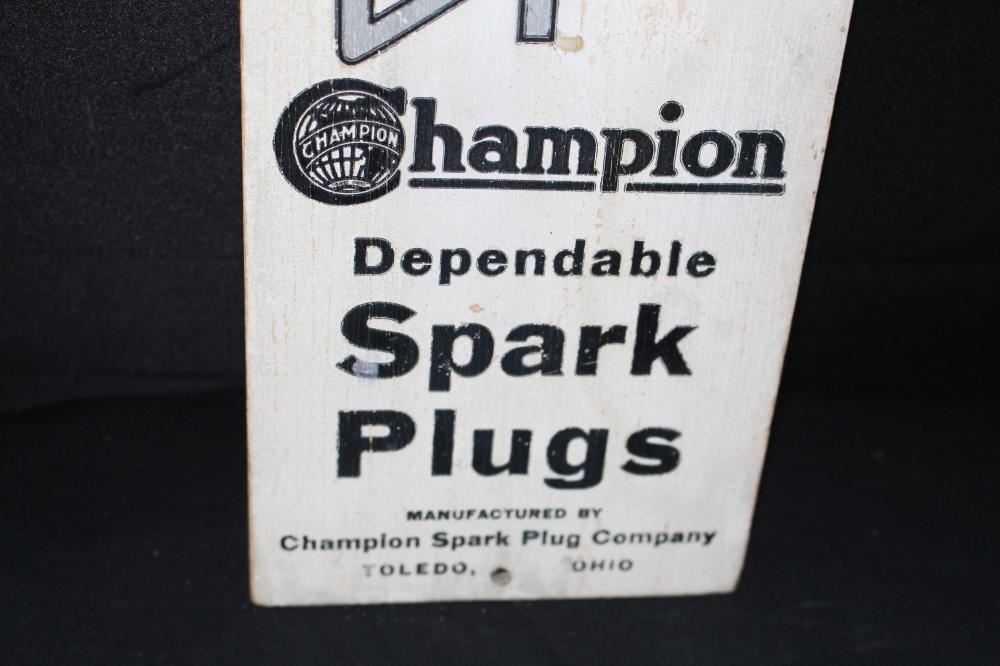 Champion
CHAMPION
Dependable
Spark
Plugs
MANUFACTURED BY
Champion Spark Plug Company
TOLEDO, OHIO